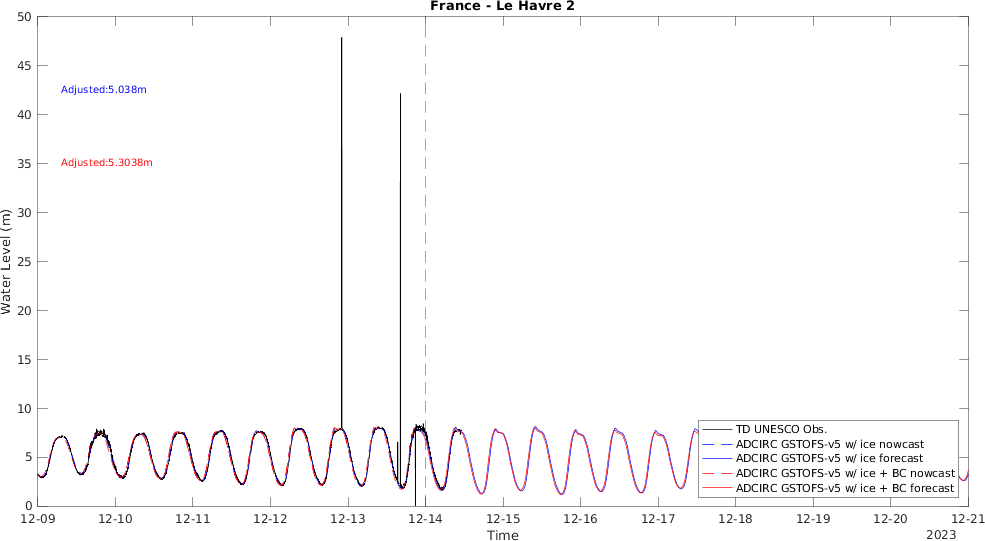 France - Le Havre 2
50
45
40
35
30
25
20
15
10
5
0
Water Level (m)
Adjusted:5.038m
Adjusted:5.3038m
TD UNESCO Obs.
ADCIRC GSTOFS-v5 w/ ice nowcast
ADCIRC GSTOFS-v5 w/ ice forecast
ADCIRC GSTOFS-v5 w/ ice + BC nowcast
ADCIRC GSTOFS-v5 w/ ice + BC forecast
12-09 12-10 12-11 12-12 12-13 12-14 12-15 12-16 12-17 12-18 12-19 12-20 12-21
Time
2023